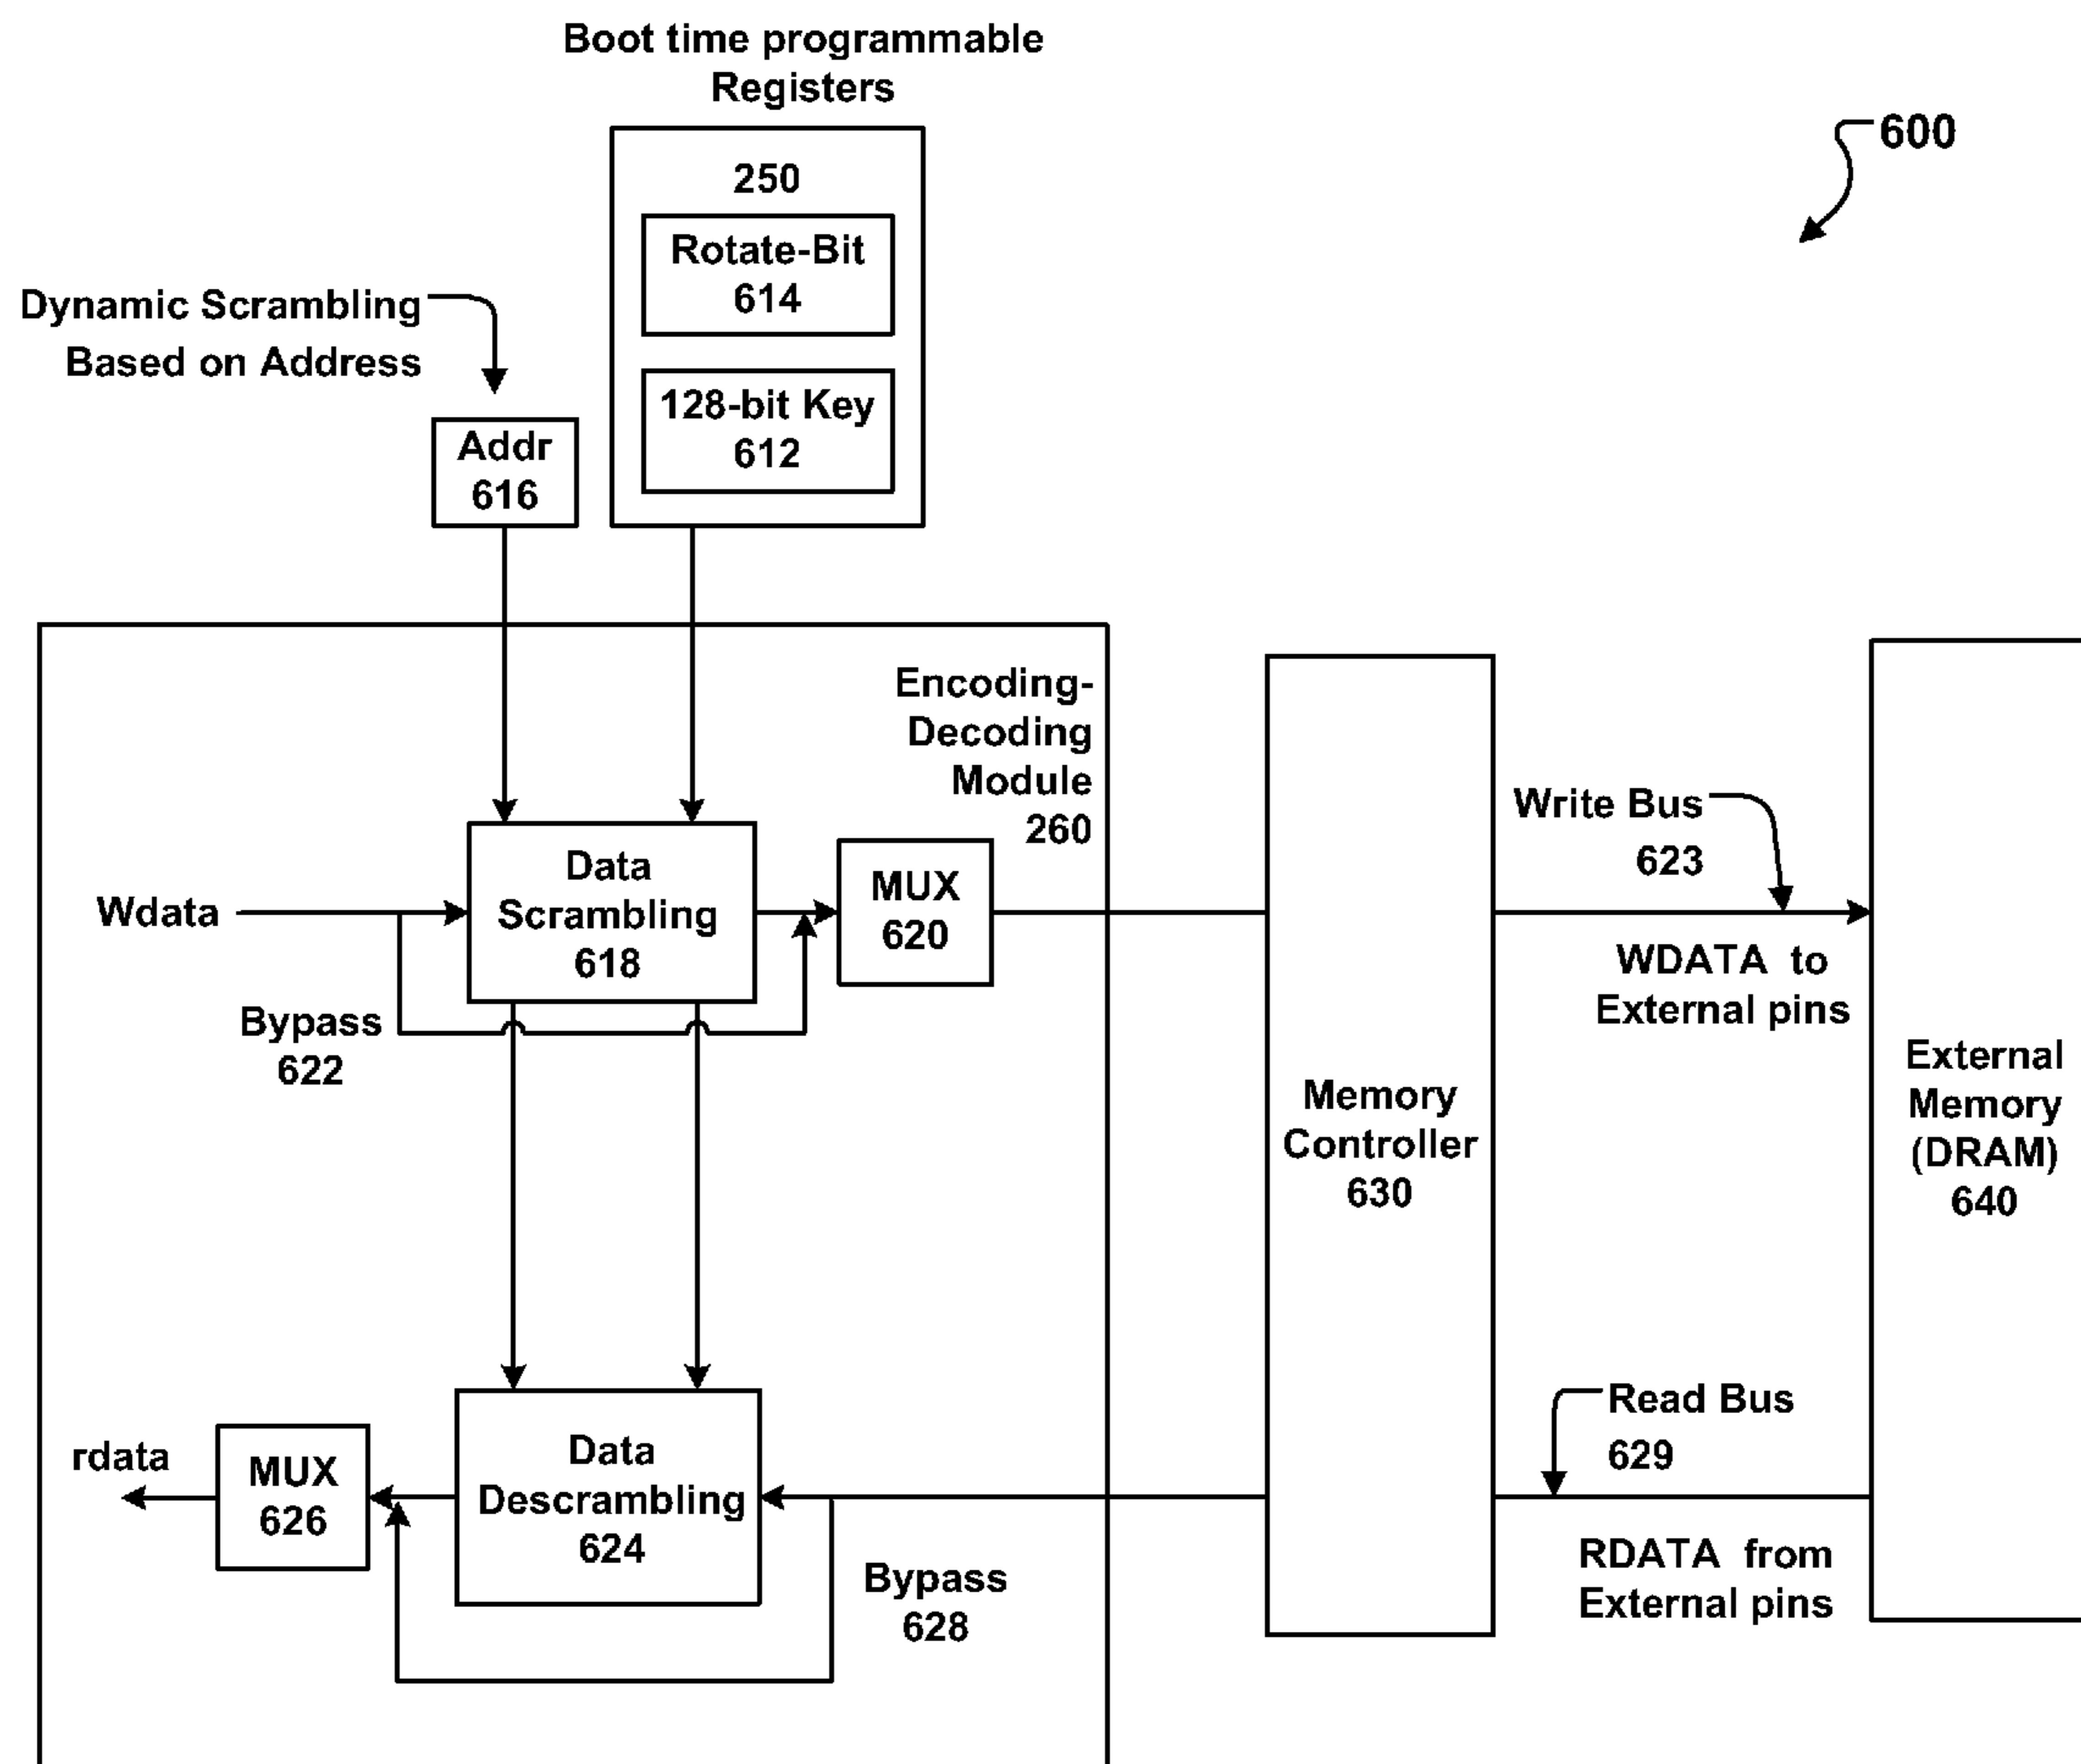 Boot time programmable
Registers
600
250
Rotate-Bit
614
Dynamic Scrambling
Based on Address
128-bit Key
612
Addr
616
Encoding-
Decoding
Module
260
Write Bus
623
Wdata
Data
Scrambling
618
MUX
620
WDATA to
External pins
Bypass
622
Memory
Controller
630
External
Memory
(DRAM)
640
Read Bus
629
rdata
MUX
626
Data
Descrambling
624
Bypass
628
RDATA from
External pins